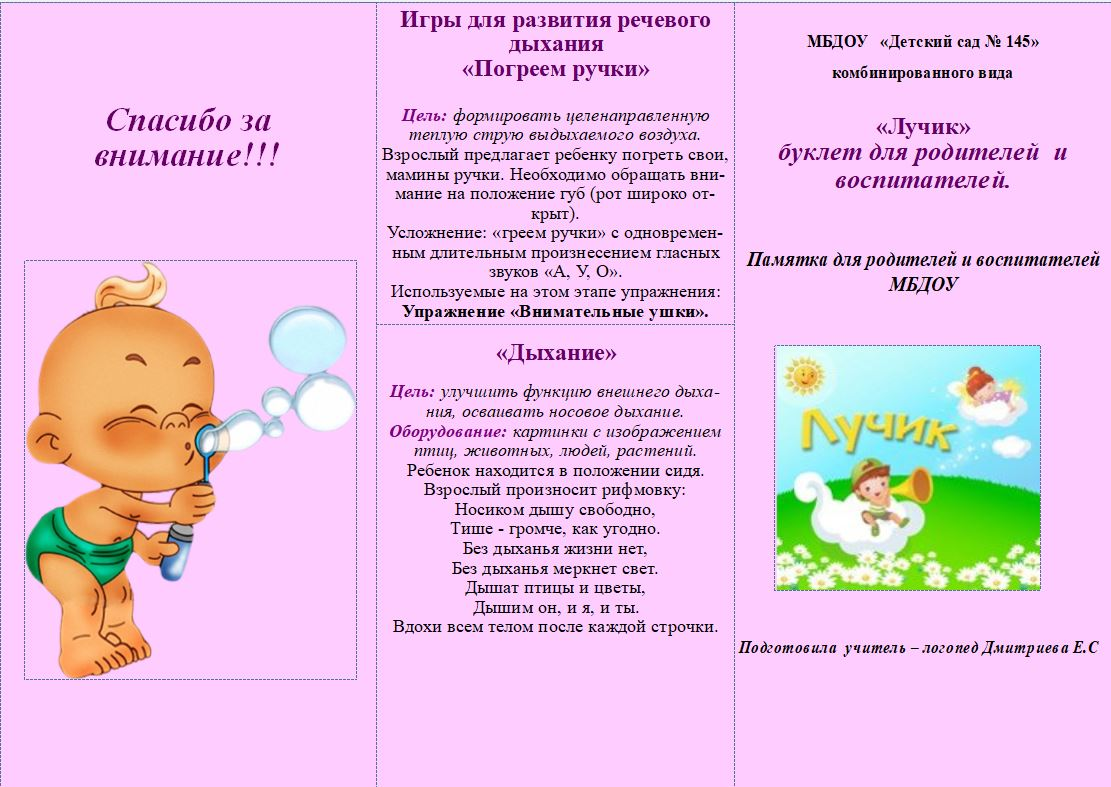 Спасибо за
внимание!!!
Игры для развития речевого
дыхания
«Погреем ручки»
Цель: формировать целенаправленную
теплую струю выдыхаемого воздуха.
Взрослый предлагает ребенку погреть свои,
мамины ручки. Необходимо обращать вни-
мание на положение губ (рот широко от-
крыт).
Усложнение: «греем ручки» с одновремен-
ным длительным произнесением гласных
звуков «А, У, О».
Используемые на этом этапе упражнения:
Упражнение «Внимательные ушки».
«Дыхание»
Цель: улучшить функцию внешнего дыха-
ния, осваивать носовое дыхание.
Оборудование: картинки с изображением
птиц, животных, людей, растений.
Ребенок находится в положении сидя.
Взрослый произносит рифмовку:
Носиком дышу свободно,
Тише - громче, как угодно.
Без дыханья жизни нет,
Без дыханья меркнет свет.
Дышат птицы и цветы,
Дышим он, и я, и ты.
Вдохи всем телом после каждой строчки.
МБДОУ «Детский сад № 145»
комбинированного вида
«Лучик»
буклет для родителей и
воспитателей.
Памятка для родителей и воспитателей
МБДОУ
Лучик
Подготовила учитель – логопед Дмитриева Е.С